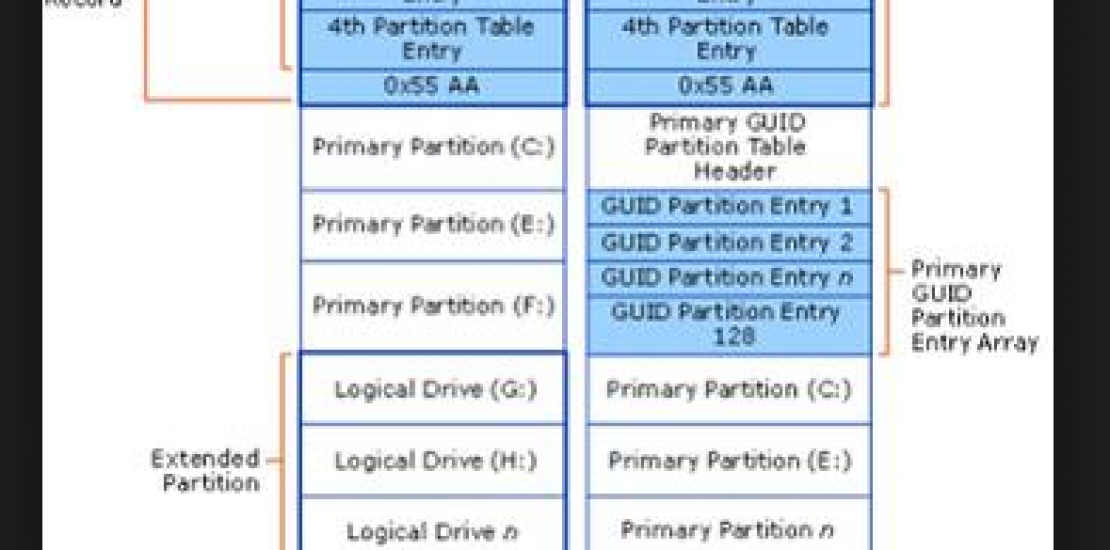 Record
Entry
4th Partition Table
Entry
0x55 AA
Primary Partition (C:)
Primary Partition (E:)
Primary Partition (F:)
Extended
Partition
Logical Drive (G:)
Logical Drive (H:)
Logical Drive n
Entry
4th Partition Table
Entry
0x55 AA
Primary GUID
Partition Table
Header
GUID Partition Entry 1
GUID Partition Entry 2
GUID Partition Entry n
GUID Partition Entry
128
Primary
GUID
Partition
Entry Array
Primary Partition (C:)
Primary Partition (E:)
Primary Partition n